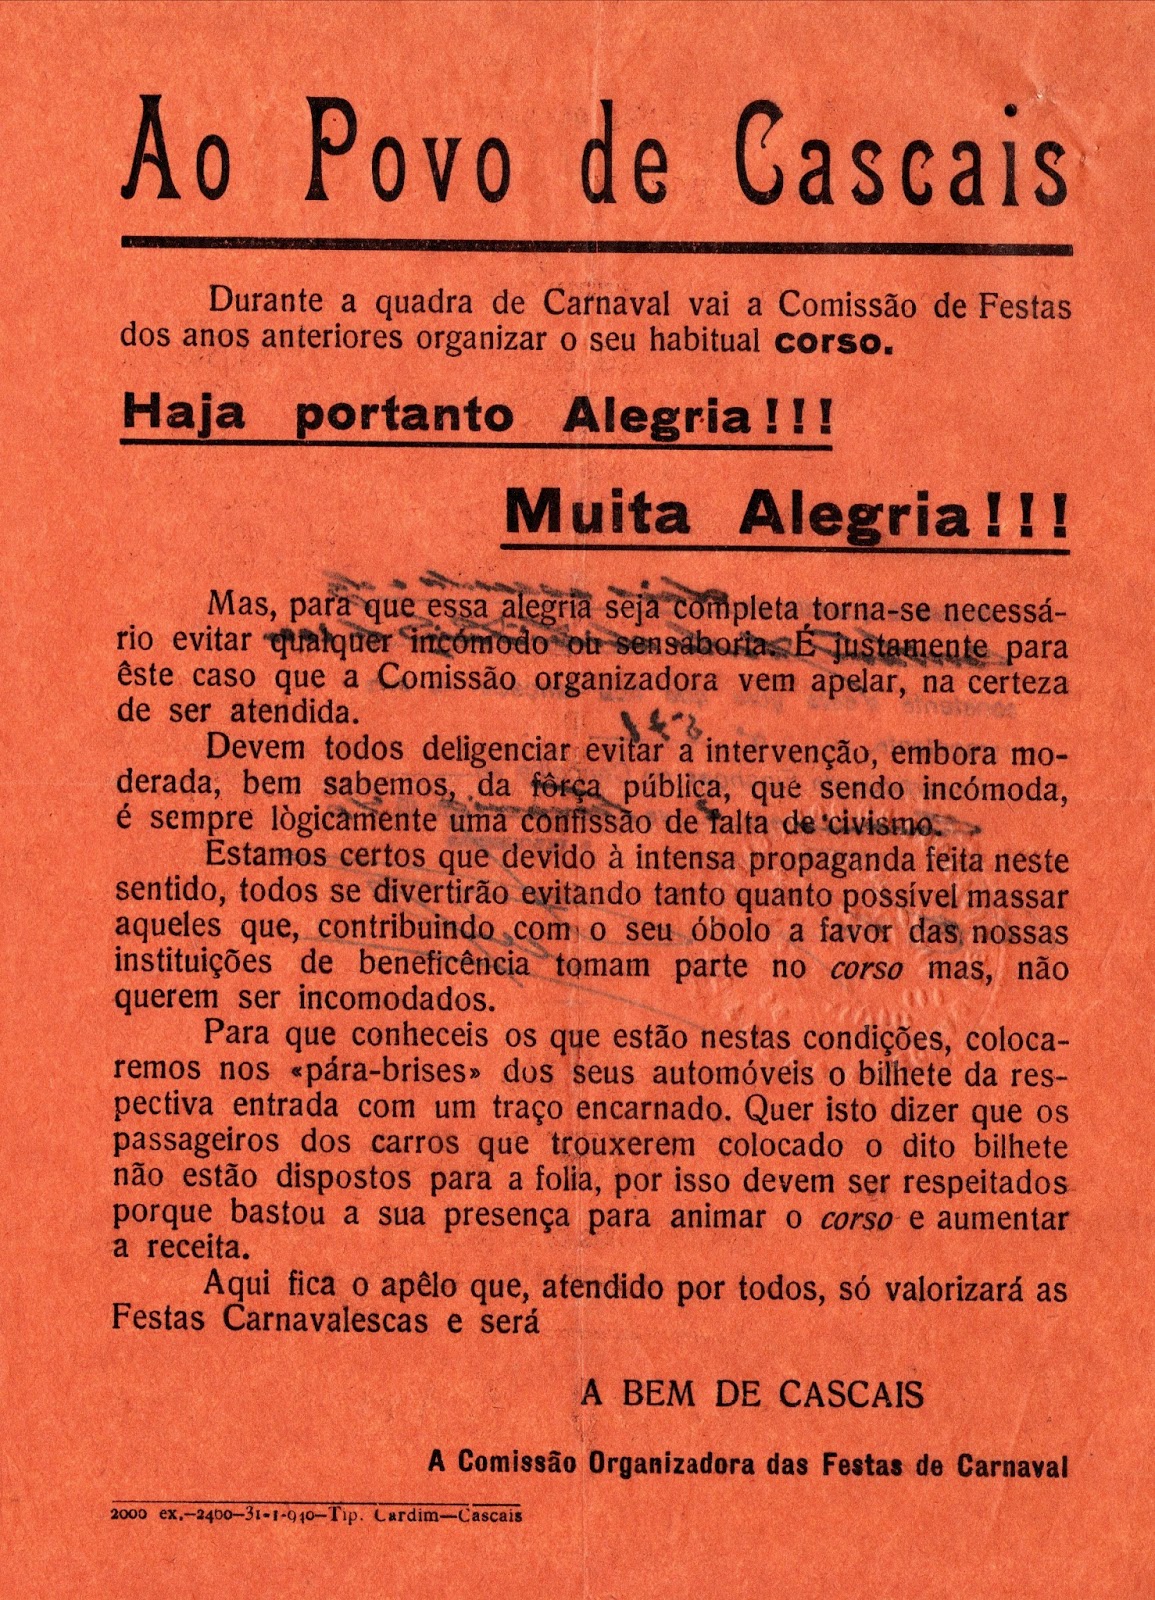 Ao Povo de Cascais
Durante a quadra de Carnaval vai a Comissão de Festas
dos anos anteriores organizar o seu habitual corso.
Haja portanto Alegria!!!
Muita Alegria!!!
Mas, para que essa alegria seja completa torna-se necessá-
rio evitar qualquer incómodo ou sensaboria. É justamente para
êste caso que a Comissão organizadora vem apelar, na certeza
de ser atendida.
Devem todos deligenciar evitar a intervenção, embora mo-
derada, bem sabemos, da fôrça pública, que sendo incómoda,
é sempre lògicamente uma confissão de falta de civismo.
Estamos certos que devido à intensa propaganda feita neste
sentido, todos se divertirão evitando tanto quanto possível massar
aqueles que, contribuindo com o seu óbolo a favor das nossas
instituições de beneficência tomam parte no corso mas, não
querem ser incomodados.
Para que conheceis os que estão nestas condições, coloca-
remos nos «pára-brises» dos seus automóveis o bilhete da res-
pectiva entrada com um traço encarnado. Quer isto dizer que os
passageiros dos carros que trouxerem colocado o dito bilhete
não estão dispostos para a folia, por isso devem ser respeitados
porque bastou a sua presença para animar o corso e aumentar
a receita.
Aqui fica o apêlo que, atendido por todos, só valorizará as
Festas Carnavalescas e será
A BEM DE CASCAIS
A Comissão Organizadora das Festas de Carnaval
2000 ex.—2400—31-1-940—Tip. Cardim—Cascais